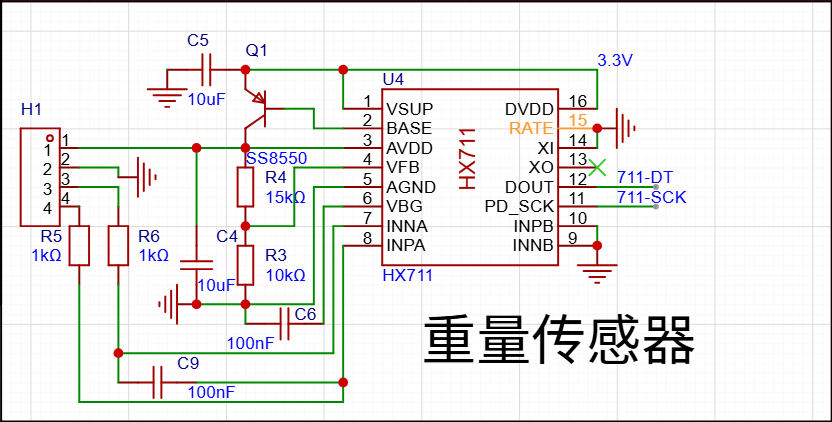 C5
Q1
3.3V
U4
10uF
H1
1 VSUP DVDD 16
2 BASE RATE 15
3 AVDD XI 14
4 VFB XO 13
5 AGND DOUT 12
6 VBG PD_SCK 11
7 INNA INPB 10
8 INPA INNB 9
HX711
HX711
711-DT
711-SCK
1 1
2 2
3 3
4 4
SS8550
R4
15kΩ
R5
1kΩ
R6
1kΩ
C4
10uF
R3
10kΩ
C6
100nF
C9
100nF
重量传感器